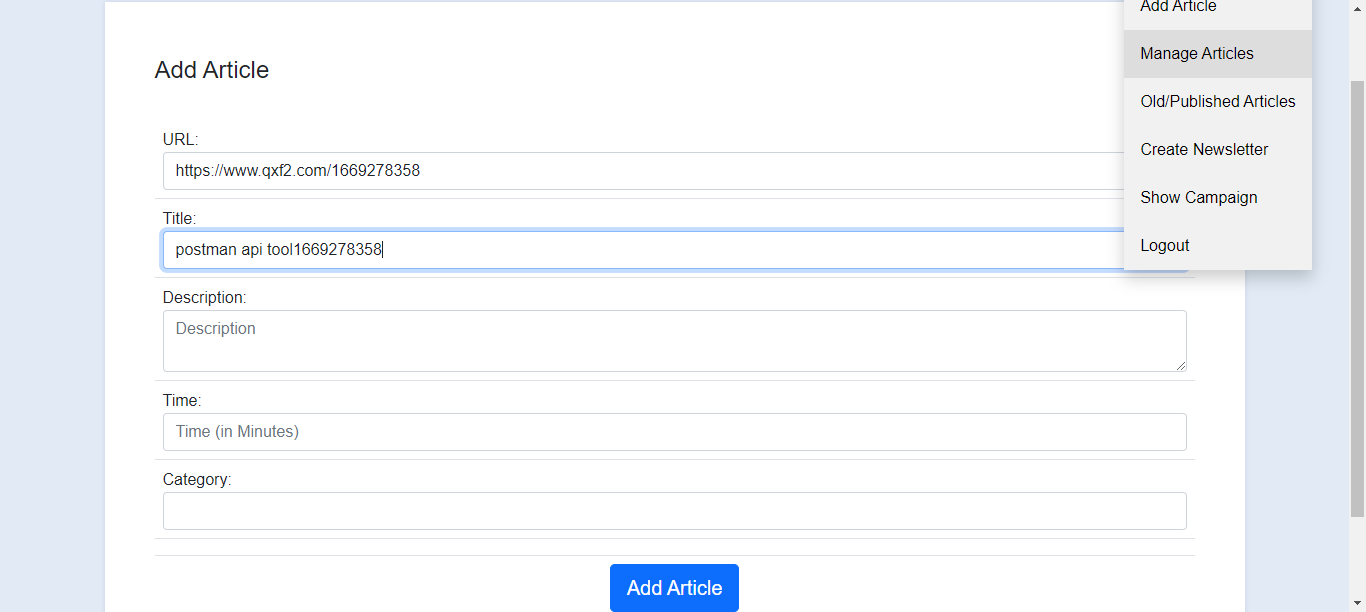 Add Article
Manage Articles
Old/Published Articles
Create Newsletter
Show Campaign
Logout
Add Article
URL:
https://www.qxf2.com/1669278358
Title:
postman api tool1669278358
Description:
Description
Time:
Time (in Minutes)
Category:
Add Article